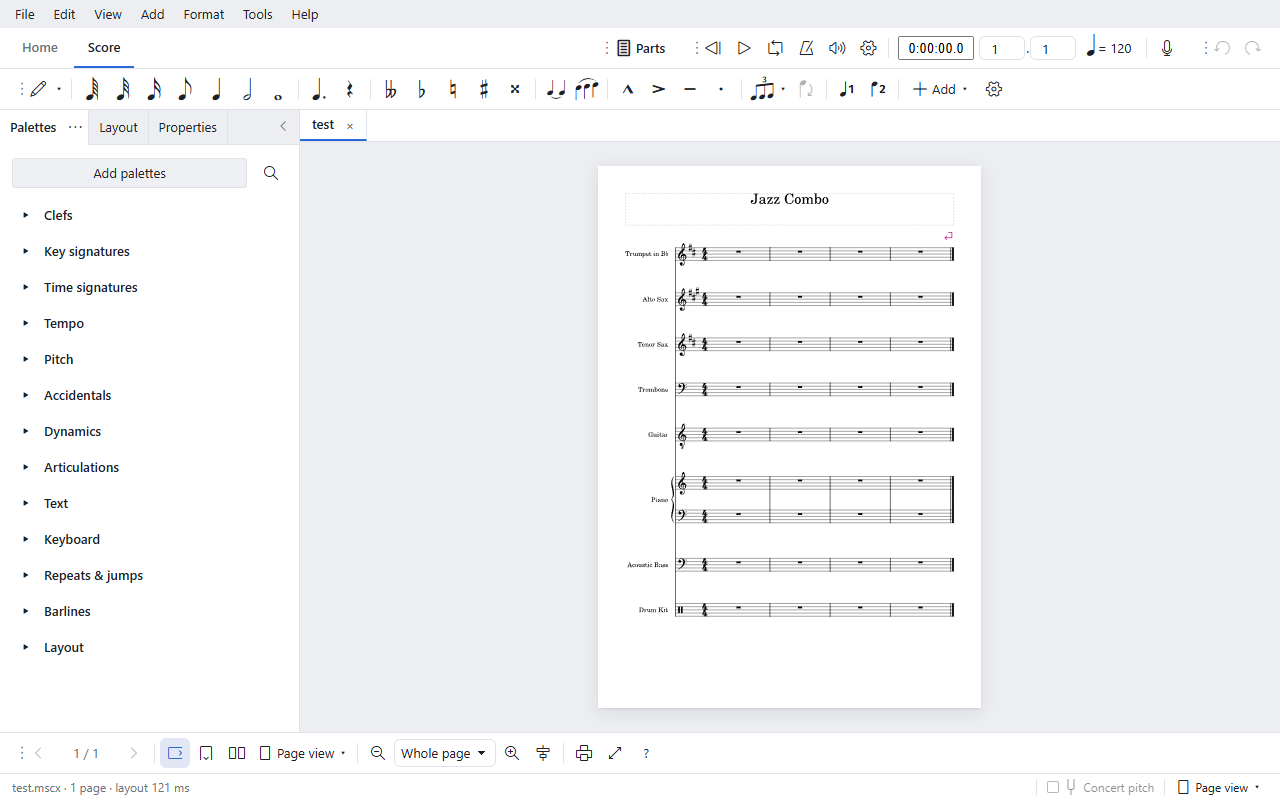 File Edit View Add Format Tools Help
Home Score Parts 0:00:00.0 1 . 1 = 120
3 1 2 Add
Palettes ··· Layout Properties test ×
Add palettes
Clefs
Key signatures
Time signatures
Tempo
Pitch
Accidentals
Dynamics
Articulations
Text
Keyboard
Repeats & jumps
Barlines
Layout
Jazz Combo
Trumpet in B♭
Alto Sax
Tenor Sax
Trombone
Guitar
Piano
Acoustic Bass
Drum Kit
1 / 1 Page view Whole page ?
test.mscx · 1 page · layout 121 ms Concert pitch Page view